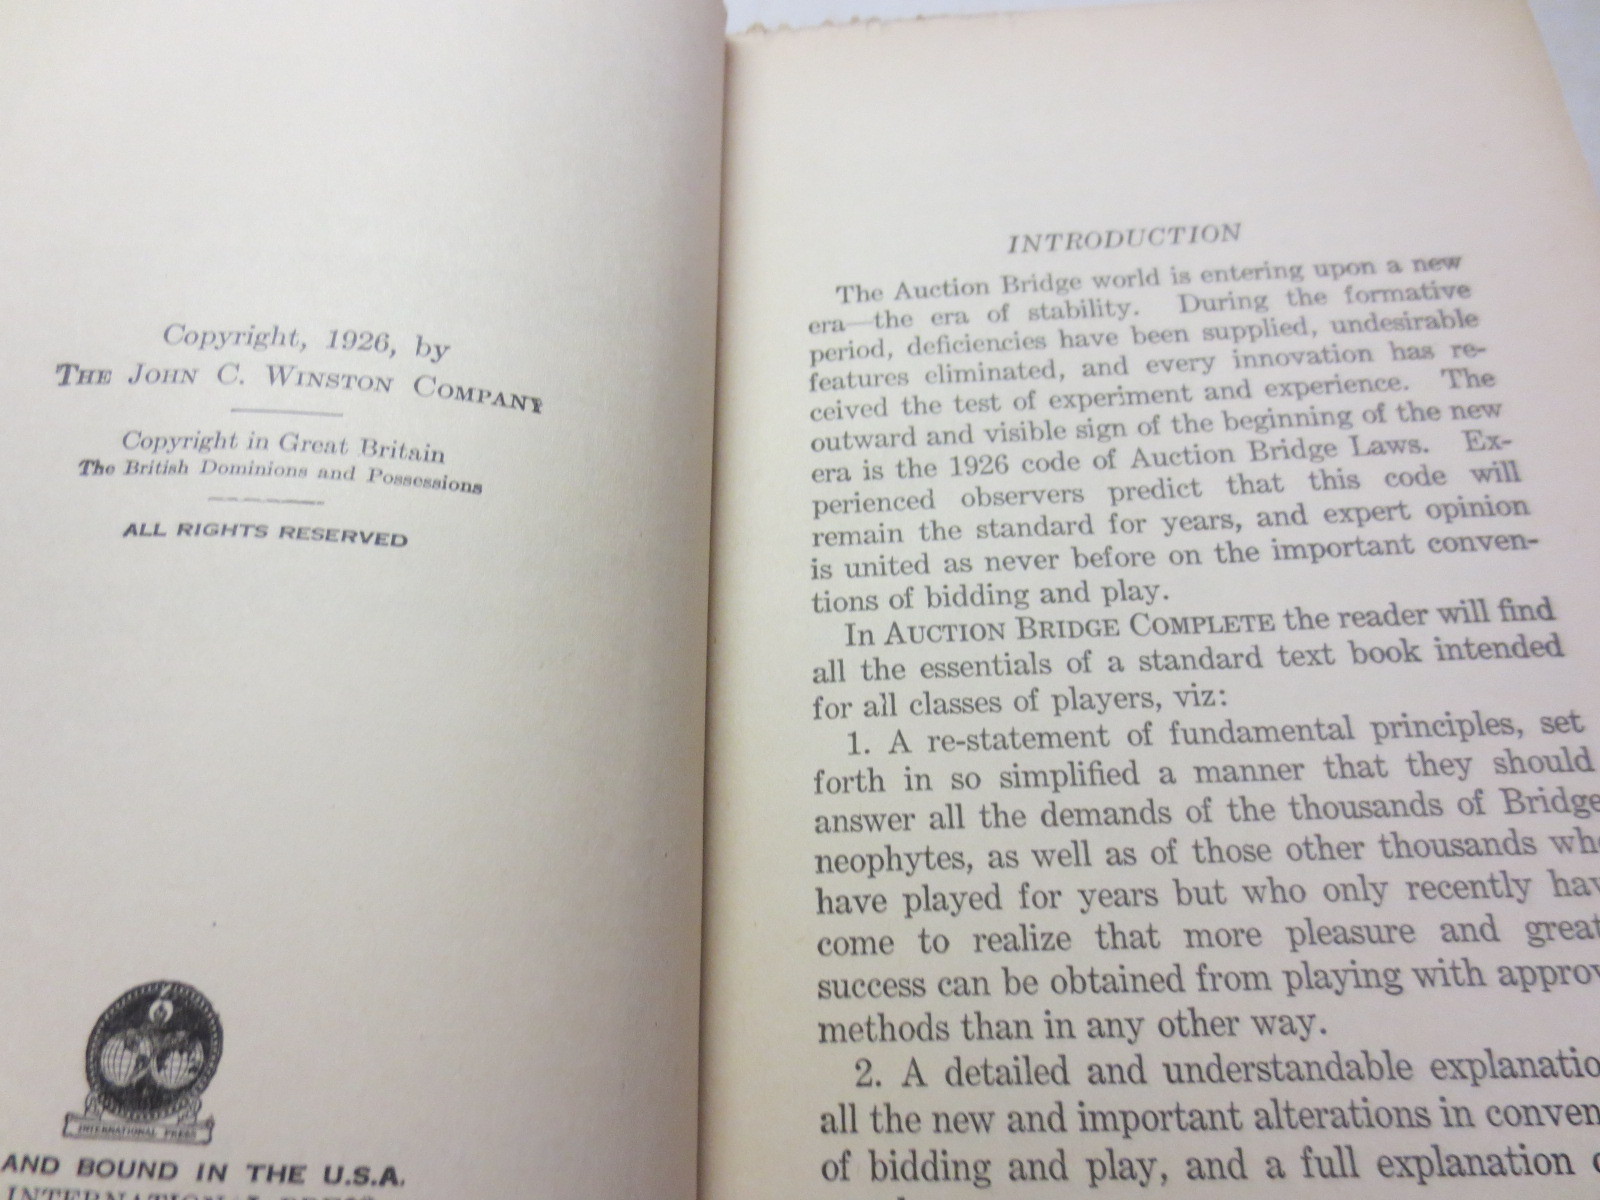 Copyright, 1926, by
THE JOHN C. WINSTON COMPANY
Copyright in Great Britain
The British Dominions and Possessions
ALL RIGHTS RESERVED
INTERNATIONAL PRESS
AND BOUND IN THE U.S.A.
INTRODUCTION
The Auction Bridge world is entering upon a new
era—the era of stability. During the formative
period, deficiencies have been supplied, undesirable
features eliminated, and every innovation has re-
ceived the test of experiment and experience. The
outward and visible sign of the beginning of the new
era is the 1926 code of Auction Bridge Laws. Ex-
perienced observers predict that this code will
remain the standard for years, and expert opinion
is united as never before on the important conven-
tions of bidding and play.
In AUCTION BRIDGE COMPLETE the reader will find
all the essentials of a standard text book intended
for all classes of players, viz:
1. A re-statement of fundamental principles, set
forth in so simplified a manner that they should
answer all the demands of the thousands of Bridge
neophytes, as well as of those other thousands who
have played for years but who only recently hav
come to realize that more pleasure and great
success can be obtained from playing with approv
methods than in any other way.
2. A detailed and understandable explanatio
all the new and important alterations in conven
of bidding and play, and a full explanation